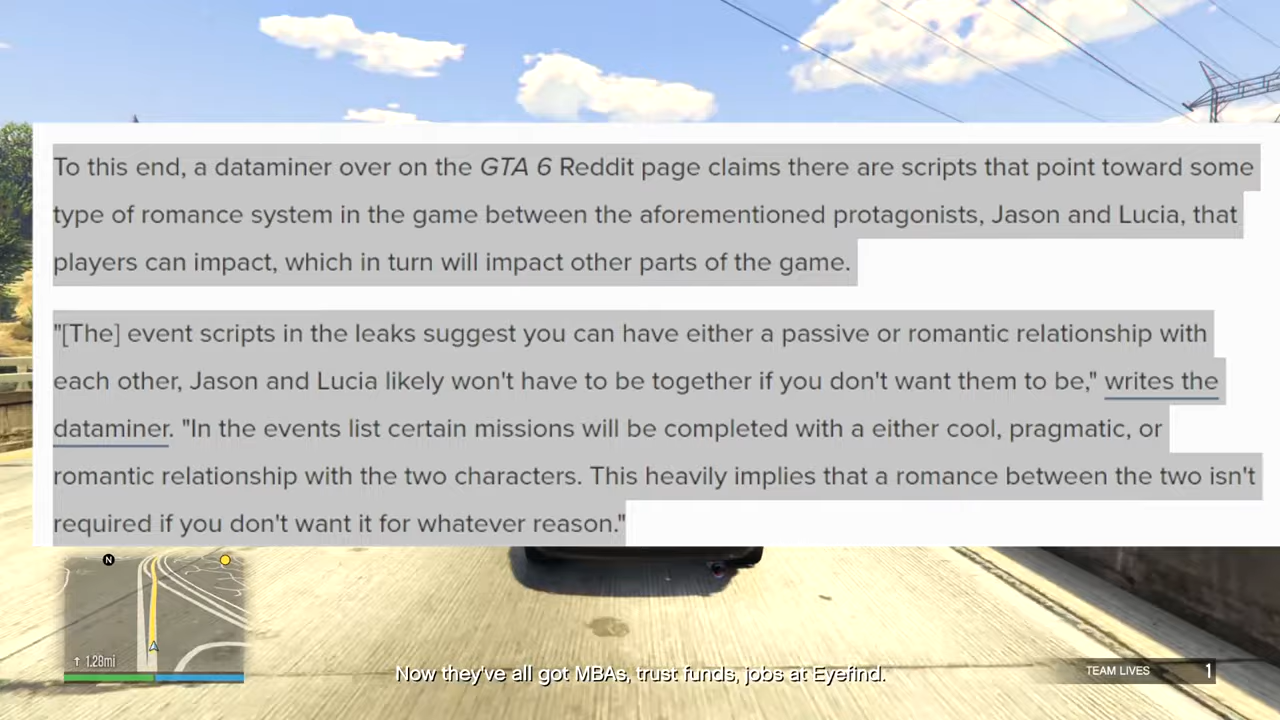 To this end, a dataminer over on the GTA 6 Reddit page claims there are scripts that point toward some
type of romance system in the game between the aforementioned protagonists, Jason and Lucia, that
players can impact, which in turn will impact other parts of the game.
"[The] event scripts in the leaks suggest you can have either a passive or romantic relationship with
each other, Jason and Lucia likely won't have to be together if you don't want them to be," writes the
dataminer. "In the events list certain missions will be completed with a either cool, pragmatic, or
romantic relationship with the two characters. This heavily implies that a romance between the two isn't
required if you don't want it for whatever reason."
N
↑ 1.28mi
Now they've all got MBAs, trust funds, jobs at Eyefind.
TEAM LIVES 1